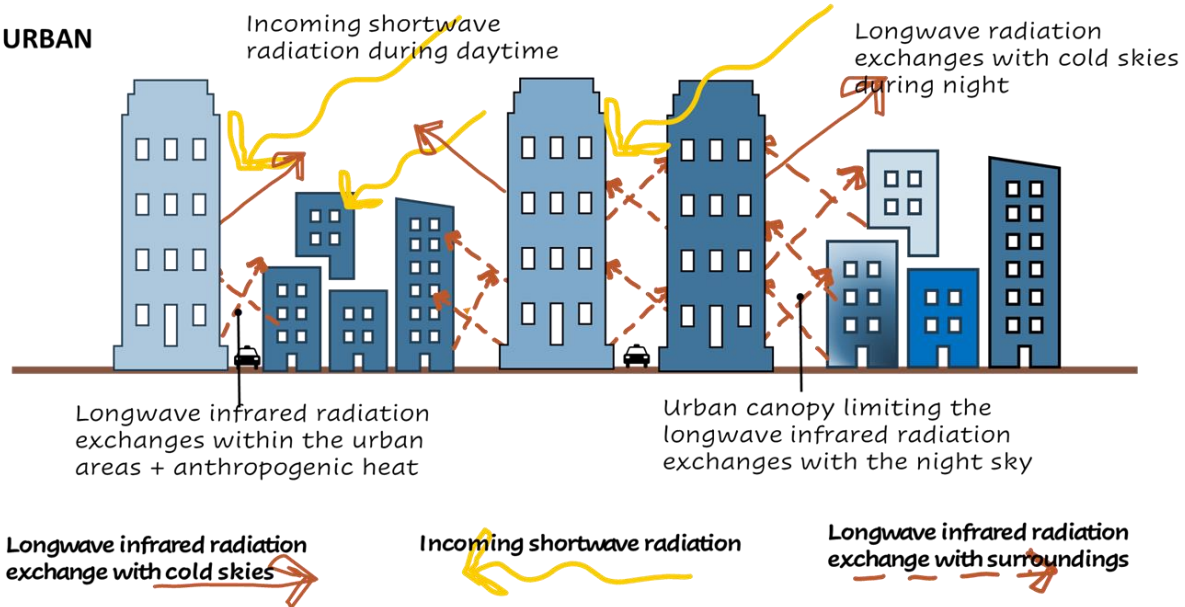 URBAN
Incoming shortwave
radiation during daytime
Longwave radiation
exchanges with cold skies
during night
Longwave infrared radiation
exchanges within the urban
areas + anthropogenic heat
Urban canopy limiting the
longwave infrared radiation
exchanges with the night sky
Longwave infrared radiation
exchange with cold skies
Incoming shortwave radiation
Longwave infrared radiation
exchange with surroundings